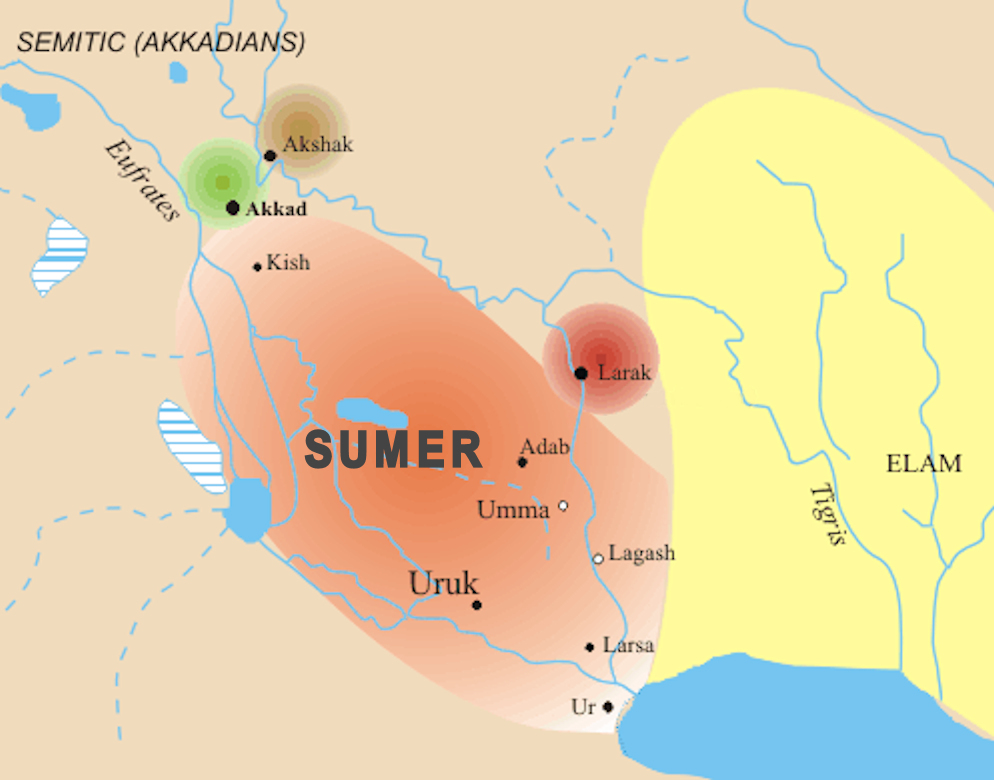 SEMITIC (AKKADIANS)
Akshak
Eufrates
Akkad
Kish
Larak
SUMER
Adab
ELAM
Umma
Tigris
Lagash
Uruk
Larsa
Ur